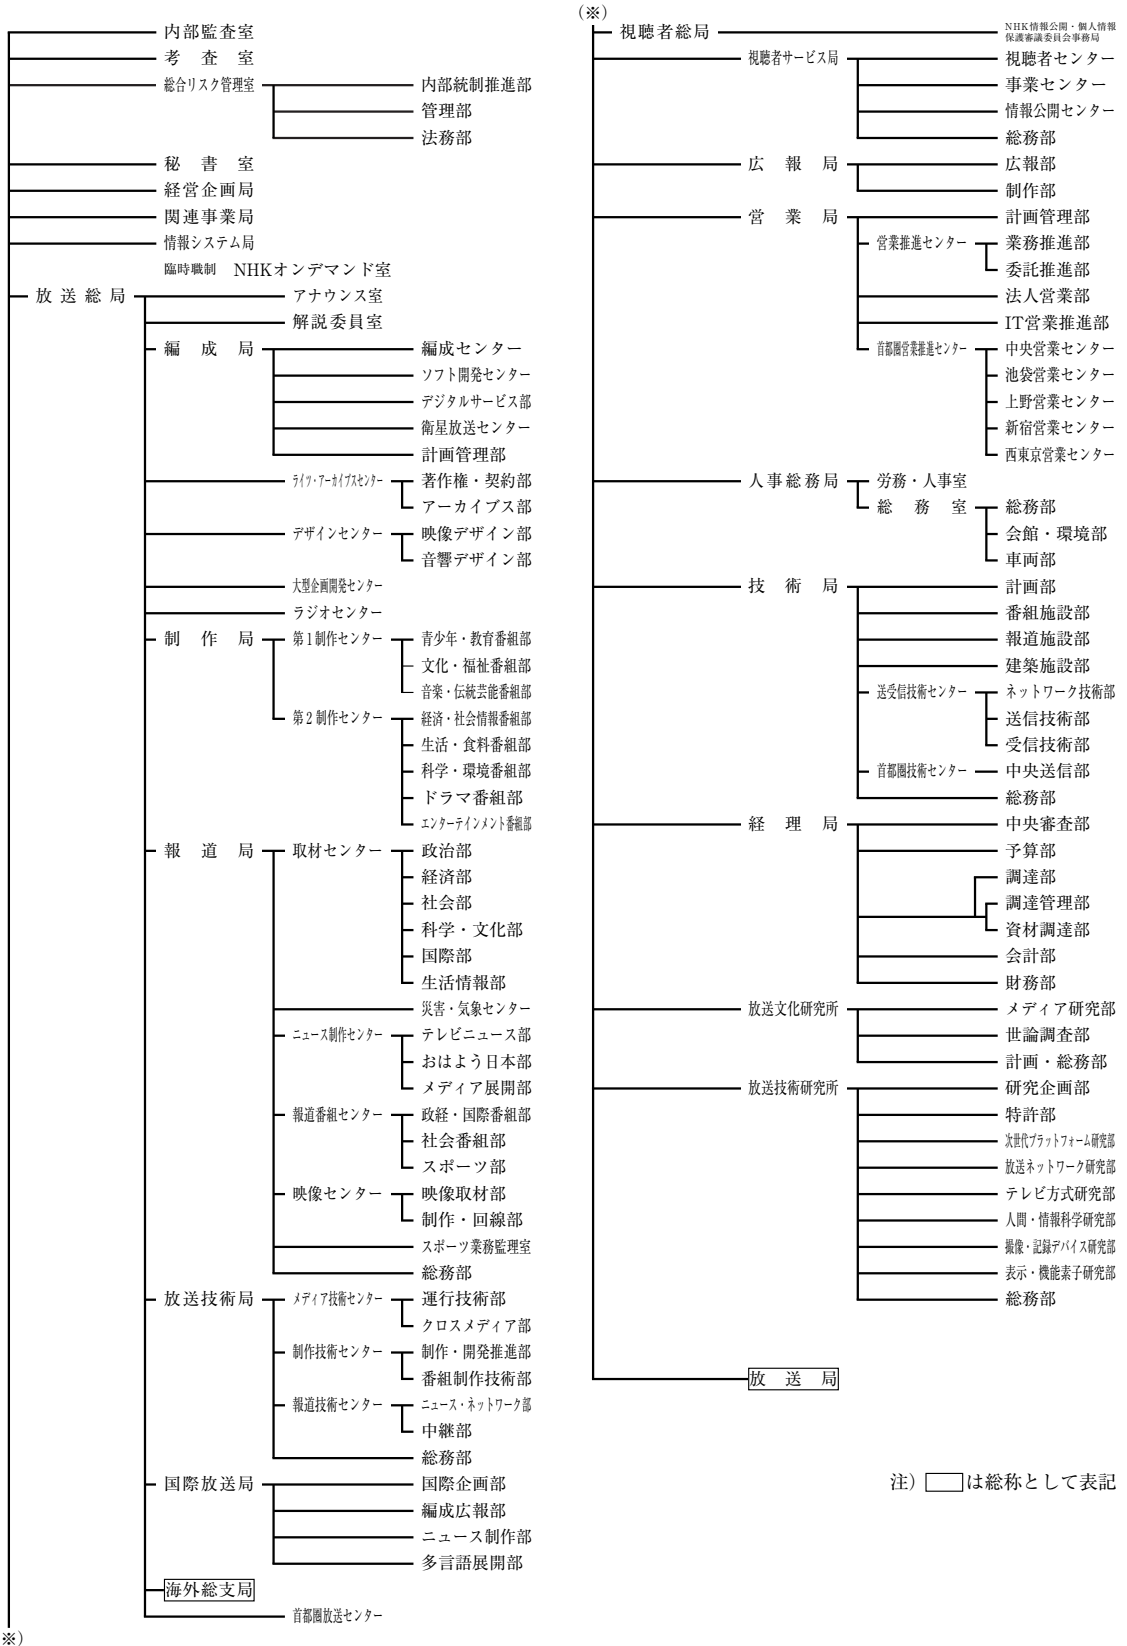 内部監査室
考査室
総合リスク管理室 内部統制推進部
管理部
法務部
秘書室
経営企画局
関連事業局
情報システム局
臨時職制 NHKオンデマンド室
放送総局 アナウンス室
解説委員室
編成局 編成センター
ソフト開発センター
デジタルサービス部
衛星放送センター
計画管理部
ライツ・アーカイブスセンター 著作権・契約部
アーカイブス部
デザインセンター 映像デザイン部
音響デザイン部
大型企画開発センター
ラジオセンター
制作局 第1制作センター 青少年・教育番組部
文化・福祉番組部
音楽・伝統芸能番組部
第2制作センター 経済・社会情報番組部
生活・食料番組部
科学・環境番組部
ドラマ番組部
エンターテインメント番組部
報道局 取材センター 政治部
経済部
社会部
科学・文化部
国際部
生活情報部
災害・気象センター
ニュース制作センター テレビニュース部
おはよう日本部
メディア展開部
報道番組センター 政経・国際番組部
社会番組部
スポーツ部
映像センター 映像取材部
制作・回線部
スポーツ業務監理室
総務部
放送技術局 メディア技術センター 運行技術部
クロスメディア部
制作技術センター 制作・開発推進部
番組制作技術部
報道技術センター ニュース・ネットワーク部
中継部
総務部
国際放送局 国際企画部
編成広報部
ニュース制作部
多言語展開部
海外総支局
首都圏放送センター
※)
(※)
視聴者総局 NHK情報公開・個人情報
保護審議委員会事務局
視聴者サービス局 視聴者センター
事業センター
情報公開センター
総務部
広報局 広報部
制作部
営業局 計画管理部
営業推進センター 業務推進部
委託推進部
法人営業部
IT営業推進部
首都圏営業推進センター 中央営業センター
池袋営業センター
上野営業センター
新宿営業センター
西東京営業センター
人事総務局 労務・人事室
総務室 総務部
会館・環境部
車両部
技術局 計画部
番組施設部
報道施設部
建築施設部
送受信技術センター ネットワーク技術部
送信技術部
受信技術部
首都圏技術センター 中央送信部
総務部
経理局 中央審査部
予算部
調達部
調達管理部
資材調達部
会計部
財務部
放送文化研究所 メディア研究部
世論調査部
計画・総務部
放送技術研究所 研究企画部
特許部
次世代プラットフォーム研究部
放送ネットワーク研究部
テレビ方式研究部
人間・情報科学研究部
撮像・記録デバイス研究部
表示・機能素子研究部
総務部
放送局
注) は総称として表記